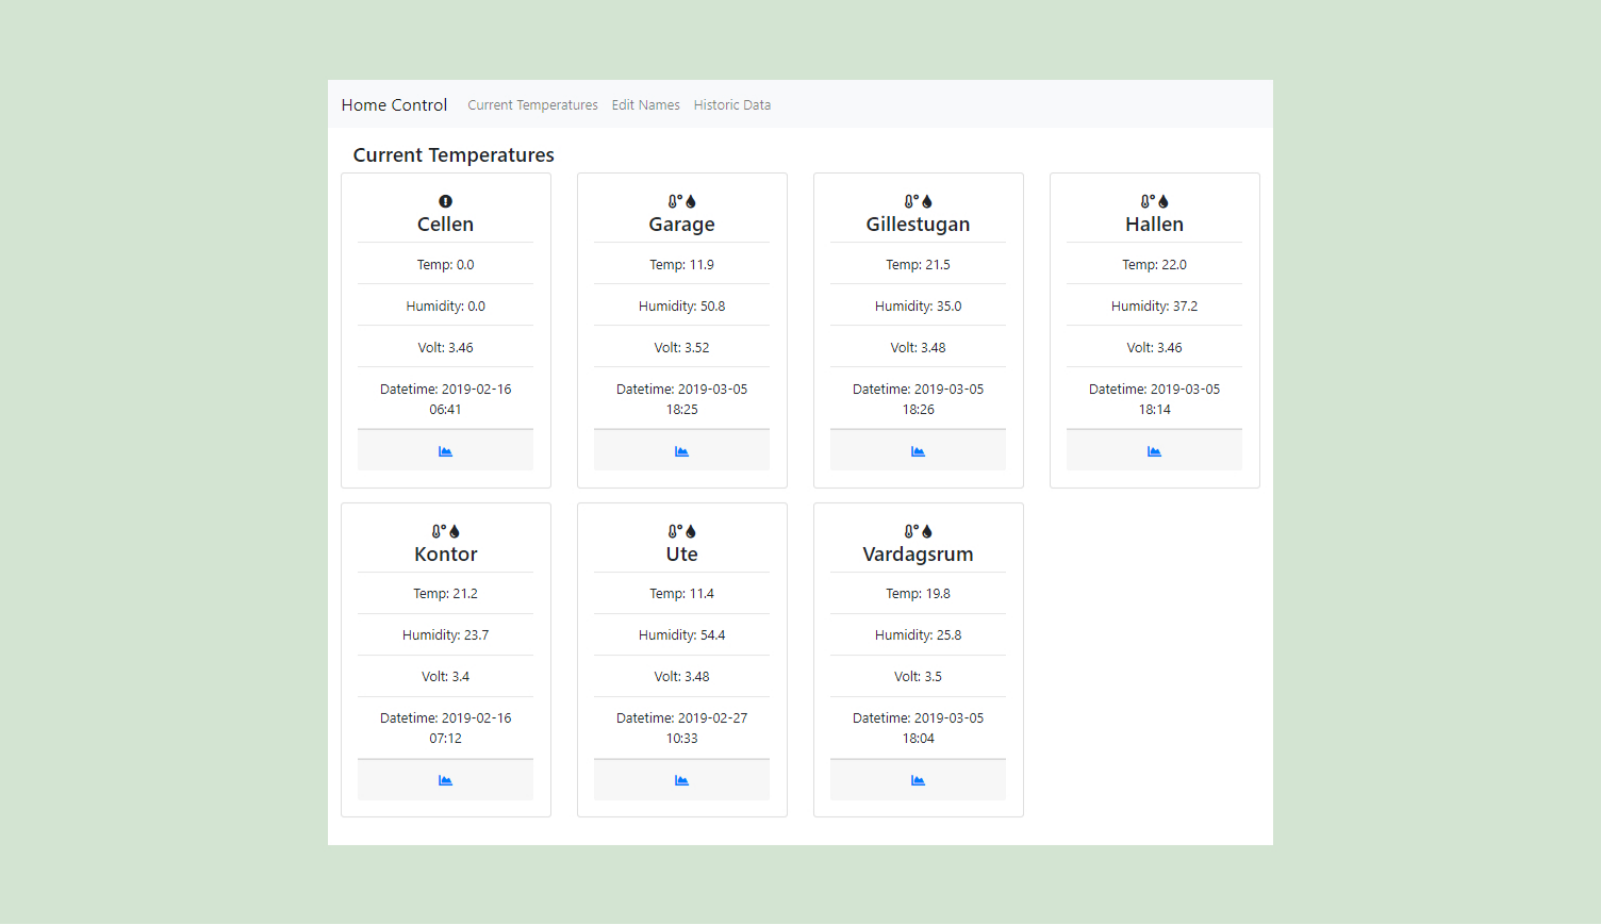 Home Control Current Temperatures Edit Names Historic Data
Current Temperatures
Cellen
Temp: 0.0
Humidity: 0.0
Volt: 3.46
Datetime: 2019-02-16
06:41
Garage
Temp: 11.9
Humidity: 50.8
Volt: 3.52
Datetime: 2019-03-05
18:25
Gillestugan
Temp: 21.5
Humidity: 35.0
Volt: 3.48
Datetime: 2019-03-05
18:26
Hallen
Temp: 22.0
Humidity: 37.2
Volt: 3.46
Datetime: 2019-03-05
18:14
Kontor
Temp: 21.2
Humidity: 23.7
Volt: 3.4
Datetime: 2019-02-16
07:12
Ute
Temp: 11.4
Humidity: 54.4
Volt: 3.48
Datetime: 2019-02-27
10:33
Vardagsrum
Temp: 19.8
Humidity: 25.8
Volt: 3.5
Datetime: 2019-03-05
18:04